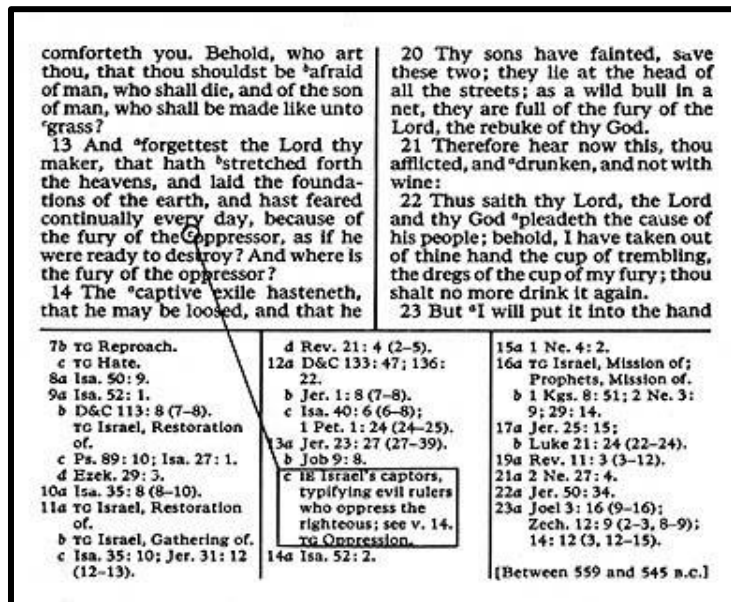 comforteth you. Behold, who art
thou, that thou shouldst be ᵇafraid
of man, who shall die, and of the son
of man, who shall be made like unto
ᶜgrass?
13 And ᵃforgettest the Lord thy
maker, that hath ᵇstretched forth
the heavens, and laid the founda-
tions of the earth, and hast feared
continually every day, because of
the fury of the ᶜoppressor, as if he
were ready to destroy? And where is
the fury of the oppressor?
14 The ᵃcaptive exile hasteneth,
that he may be loosed, and that he
20 Thy sons have fainted, save
these two; they lie at the head of
all the streets; as a wild bull in a
net, they are full of the fury of the
Lord, the rebuke of thy God.
21 Therefore hear now this, thou
afflicted, and ᵃdrunken, and not with
wine:
22 Thus saith thy Lord, the Lord
and thy God ᵃpleadeth the cause of
his people; behold, I have taken out
of thine hand the cup of trembling,
the dregs of the cup of my fury; thou
shalt no more drink it again.
23 But ᵃI will put it into the hand
7b TG Reproach.
c TG Hate.
8a Isa. 50: 9.
9a Isa. 52: 1.
b D&C 113: 8 (7–8).
TG Israel, Restoration
of.
c Ps. 89: 10; Isa. 27: 1.
d Ezek. 29: 3.
10a Isa. 35: 8 (8–10).
11a TG Israel, Restoration
of.
b TG Israel, Gathering of.
c Isa. 35: 10; Jer. 31: 12
(12–13).
d Rev. 21: 4 (2–5).
12a D&C 133: 47; 136:
22.
b Jer. 1: 8 (7–8).
c Isa. 40: 6 (6–8);
1 Pet. 1: 24 (24–25).
13a Jer. 23: 27 (27–39).
b Job 9: 8.
c IE Israel's captors,
typifying evil rulers
who oppress the
righteous; see v. 14.
TG Oppression.
14a Isa. 52: 2.
15a 1 Ne. 4: 2.
16a TG Israel, Mission of;
Prophets, Mission of.
b 1 Kgs. 8: 51; 2 Ne. 3:
9; 29: 14.
17a Jer. 25: 15;
b Luke 21: 24 (22–24).
19a Rev. 11: 3 (3–12).
21a 2 Ne. 27: 4.
22a Jer. 50: 34.
23a Joel 3: 16 (9–16);
Zech. 12: 9 (2–3, 8–9);
14: 12 (3, 12–15).
[Between 559 and 545 B.C.]